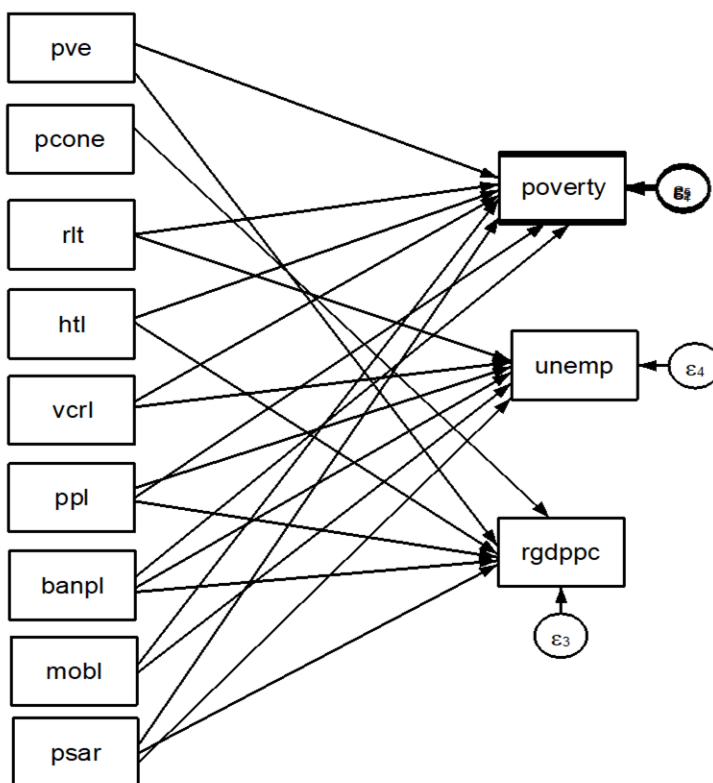 pve
pcone
rlt
htl
vcrl
ppl
banpl
mobl
psar
poverty
unemp
ε4
rgdppc
ε3